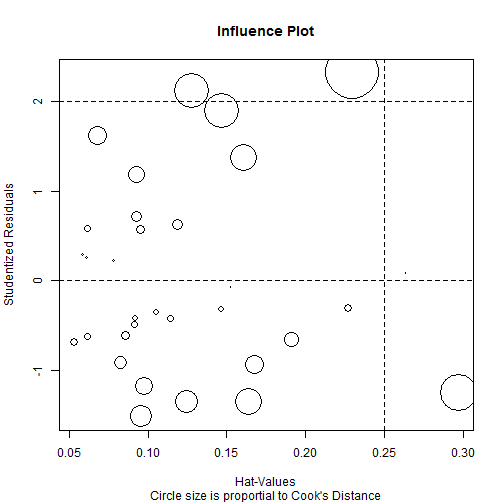 Influence Plot
Studentized Residuals
2
1
0
-1
0.05 0.10 0.15 0.20 0.25 0.30
Hat-Values
Circle size is proportial to Cook's Distance